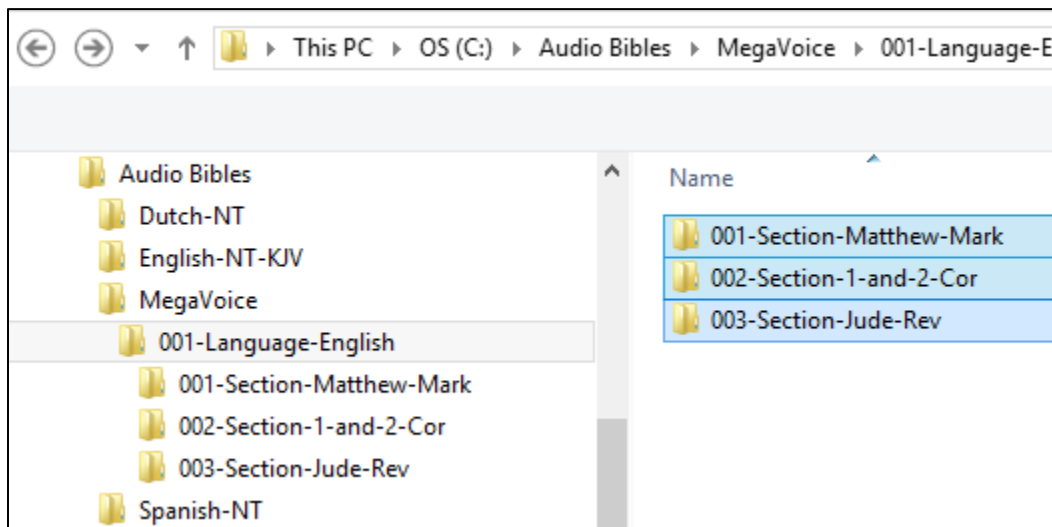 This PC OS (C:) Audio Bibles MegaVoice 001-Language-E
Audio Bibles
Dutch-NT
English-NT-KJV
MegaVoice
001-Language-English
001-Section-Matthew-Mark
002-Section-1-and-2-Cor
003-Section-Jude-Rev
Spanish-NT
Name
001-Section-Matthew-Mark
002-Section-1-and-2-Cor
003-Section-Jude-Rev